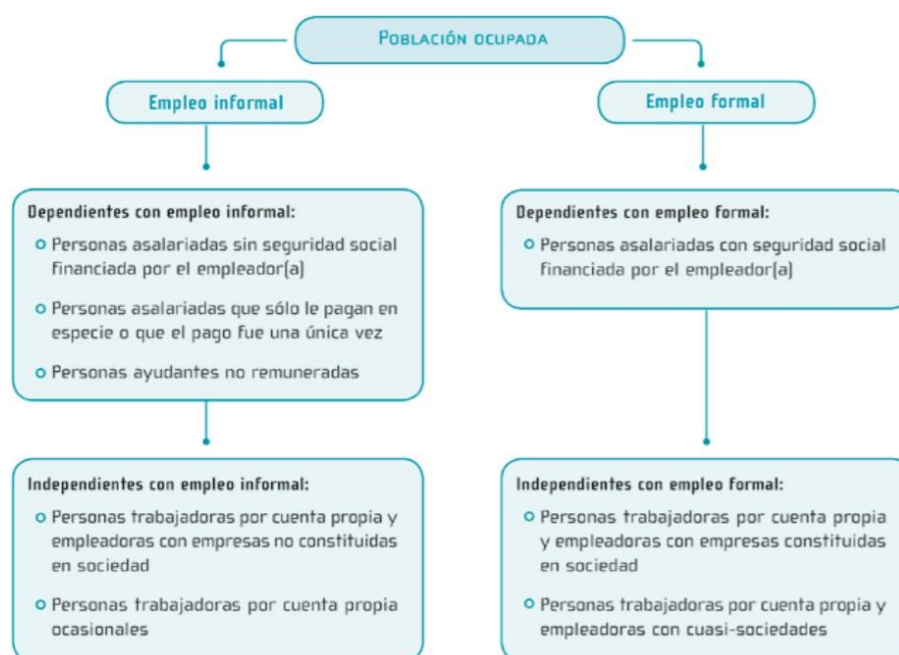 POBLACIÓN OCUPADA
Empleo informal
Empleo formal
Dependientes con empleo informal:
Personas asalariadas sin seguridad social
financiada por el empleador(a)
Personas asalariadas que sólo le pagan en
especie o que el pago fue una única vez
Personas ayudantes no remuneradas
Dependientes con empleo formal:
Personas asalariadas con seguridad social
financiada por el empleador(a)
Independientes con empleo informal:
Personas trabajadoras por cuenta propia y
empleadoras con empresas no constituidas
en sociedad
Personas trabajadoras por cuenta propia
ocasionales
Independientes con empleo formal:
Personas trabajadoras por cuenta propia
y empleadoras con empresas constituidas
en sociedad
Personas trabajadoras por cuenta propia y
empleadoras con cuasi-sociedades